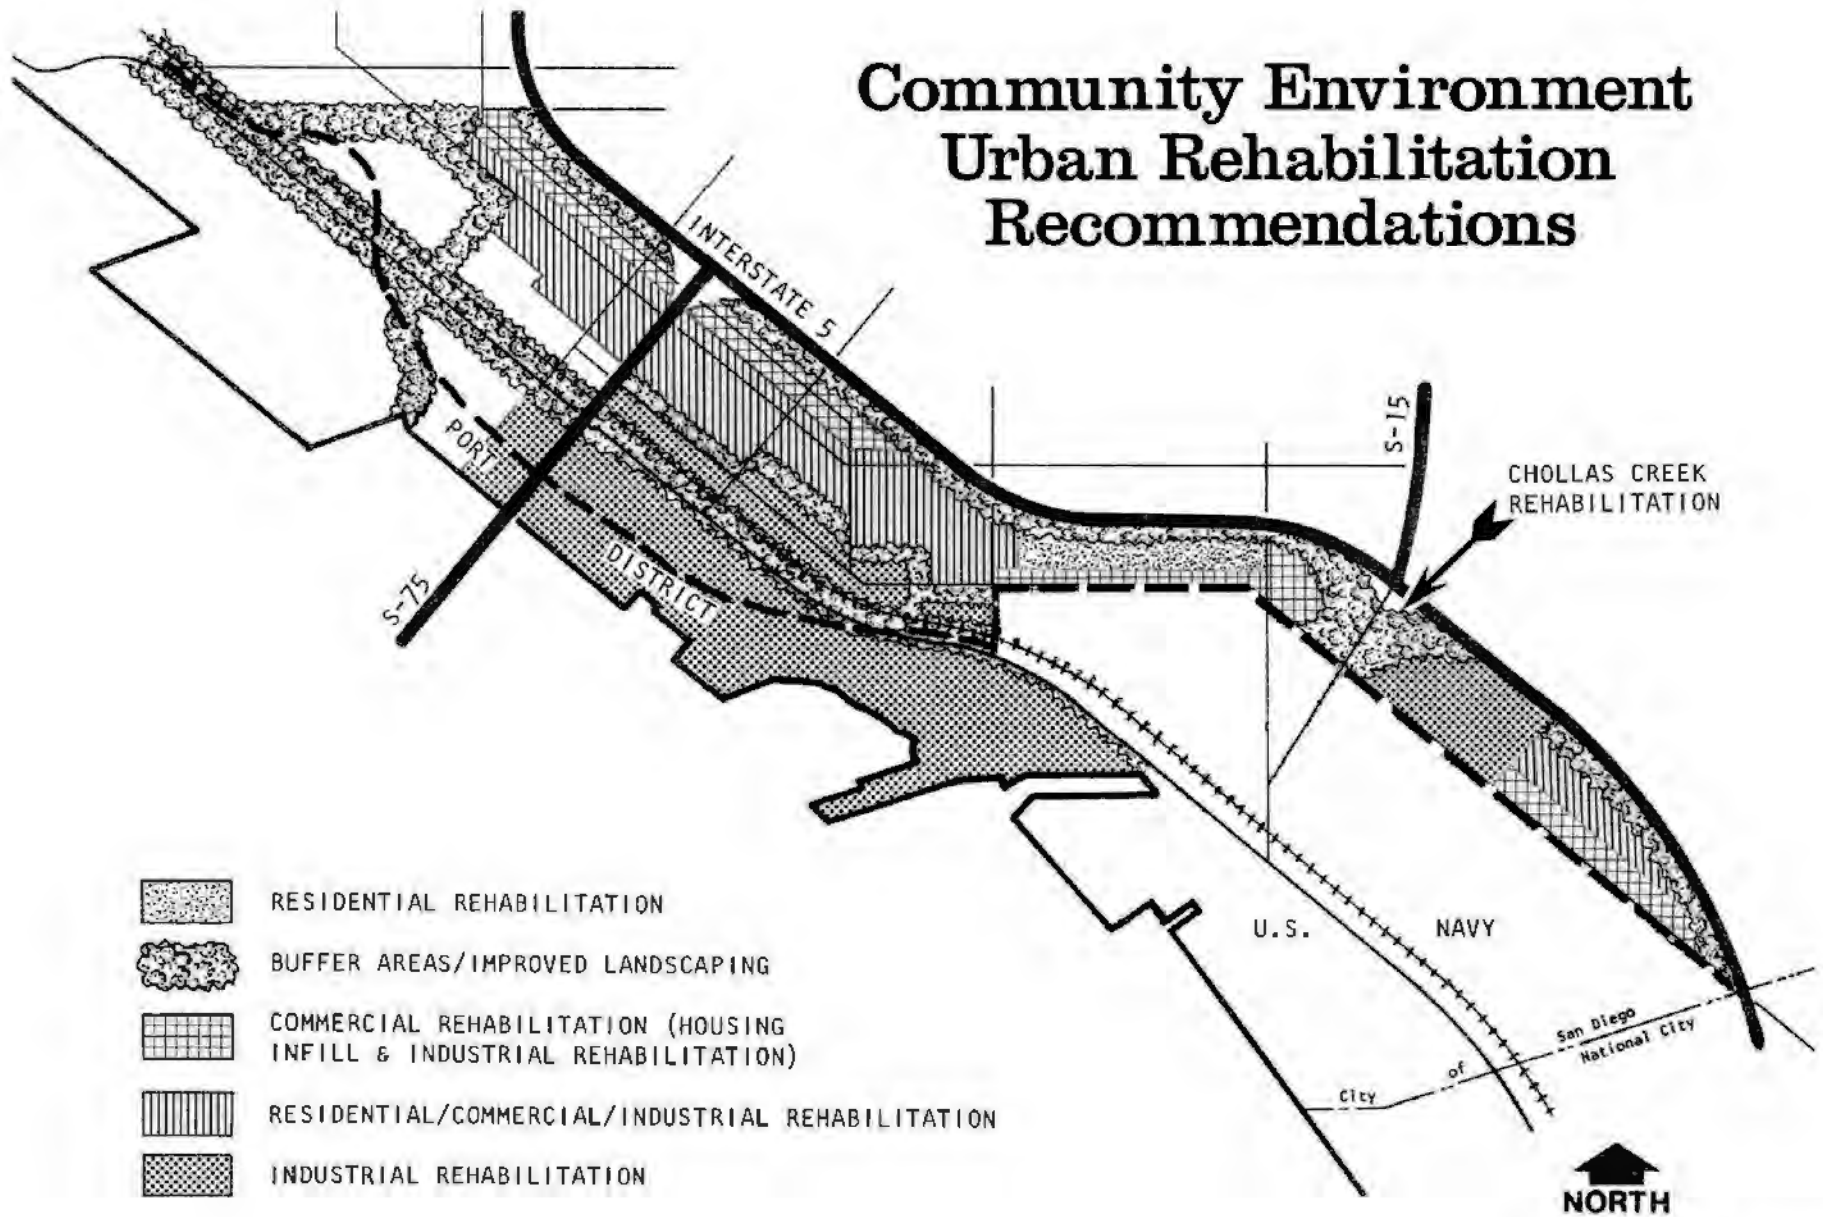 Community Environment
Urban Rehabilitation
Recommendations
INTERSTATE 5
S-15
CHOLLAS CREEK
REHABILITATION
PORT
DISTRICT
S-75
RESIDENTIAL REHABILITATION
BUFFER AREAS/IMPROVED LANDSCAPING
COMMERCIAL REHABILITATION (HOUSING
INFILL & INDUSTRIAL REHABILITATION)
RESIDENTIAL/COMMERCIAL/INDUSTRIAL REHABILITATION
INDUSTRIAL REHABILITATION
U.S. NAVY
City of San Diego
National City
NORTH